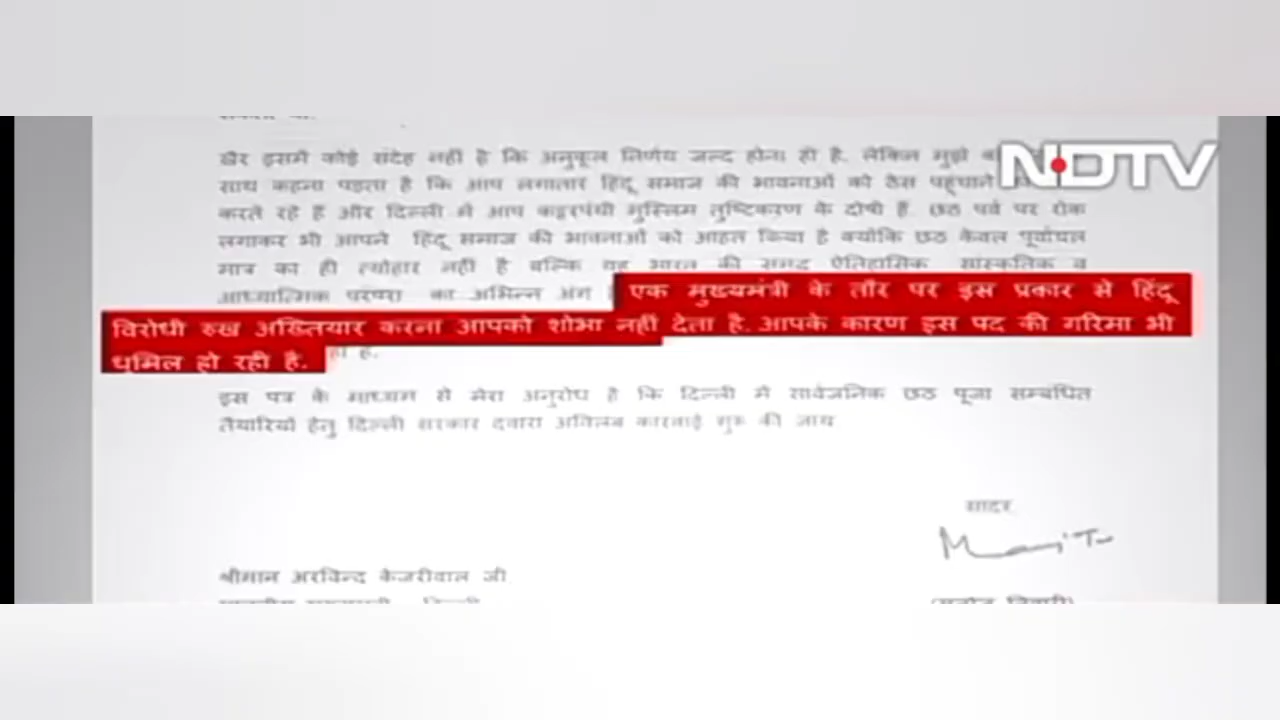 NDTV
खैर इसमें कोई संदेह नहीं है कि अनुकूल निर्णय जल्द होना ही है. लेकिन मुझे
साथ कहना पड़ता है कि आप लगातार हिंदू समाज की भावनाओं को ठेस पहुंचाने
करते रहे हैं और दिल्ली में आप कट्टरपंथी मुस्लिम तुष्टिकरण के दोषी हैं. छठ पर्व पर रोक
लगाकर भी आपने हिंदू समाज की भावनाओं को आहत किया है क्योंकि छठ केवल पूर्वांचल
मात्र का ही त्योहार नहीं है बल्कि यह भारत की समृद्ध ऐतिहासिक सांस्कृतिक व
आध्यात्मिक परंपरा का अभिन्न अंग एक मुख्यमंत्री के तौर पर इस प्रकार से हिंदू
विरोधी रुख अख्तियार करना आपको शोभा नहीं देता है. आपके कारण इस पद की गरिमा भी
धूमिल हो रही है.
इस पत्र के माध्यम से मेरा अनुरोध है कि दिल्ली में सार्वजनिक छठ पूजा सम्बंधित
तैयारियों हेतु दिल्ली सरकार द्वारा अविलंब कारवाई शुरू की जाय
सादर
श्रीमान अरविन्द केजरीवाल जी